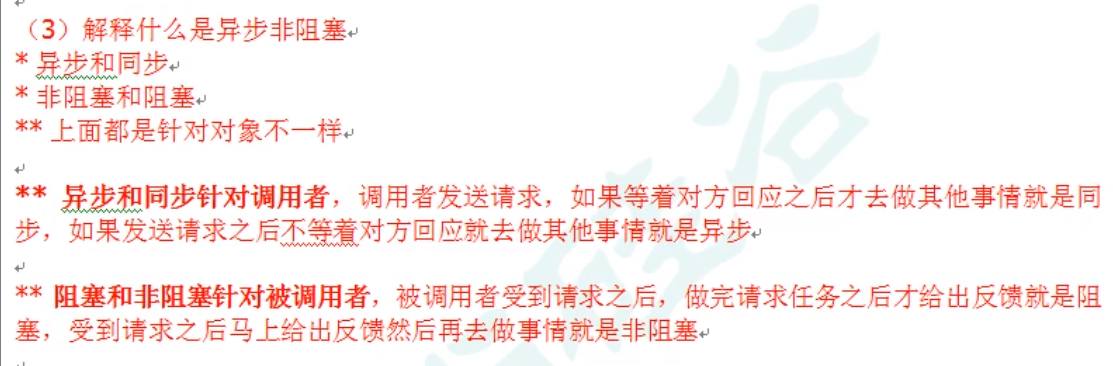 （3）解释什么是异步非阻塞
* 异步和同步
* 非阻塞和阻塞
** 上面都是针对对象不一样
** 异步和同步针对调用者，调用者发送请求，如果等着对方回应之后才去做其他事情就是同
步，如果发送请求之后不等着对方回应就去做其他事情就是异步
** 阻塞和非阻塞针对被调用者，被调用者受到请求之后，做完请求任务之后才给出反馈就是阻
塞，受到请求之后马上给出反馈然后再去做事情就是非阻塞